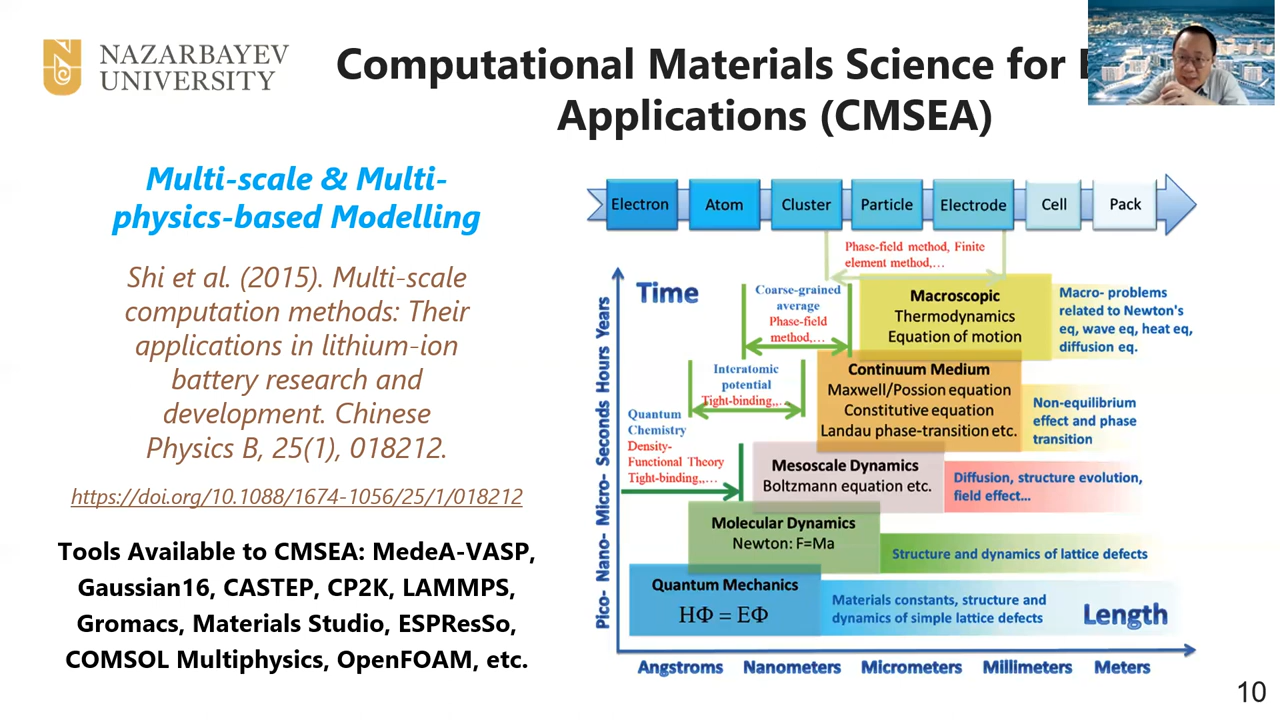 NAZARBAYEV
UNIVERSITY
Computational Materials Science for
Applications (CMSEA)
Multi-scale & Multi-
physics-based Modelling
Shi et al. (2015). Multi-scale
computation methods: Their
applications in lithium-ion
battery research and
development. Chinese
Physics B, 25(1), 018212.
https://doi.org/10.1088/1674-1056/25/1/018212
Tools Available to CMSEA: MedeA-VASP,
Gaussian16, CASTEP, CP2K, LAMMPS,
Gromacs, Materials Studio, ESPResSo,
COMSOL Multiphysics, OpenFOAM, etc.
Electron Atom Cluster Particle Electrode Cell Pack
Phase-field method, Finite
element method,...
Time
Coarse-grained
average
Phase-field
method,...
Macroscopic
Thermodynamics
Equation of motion
Macro- problems
related to Newton's
eq, wave eq, heat eq,
diffusion eq.
Interatomic
potential
Tight-binding,,...
Continuum Medium
Maxwell/Possion equation
Constitutive equation
Landau phase-transition etc.
Non-equilibrium
effect and phase
transition
Quantum
Chemistry
Density-
Functional Theory
Tight-binding,,...
Mesoscale Dynamics
Boltzmann equation etc.
Diffusion, structure evolution,
field effect...
Molecular Dynamics
Newton: F=Ma
Structure and dynamics of lattice defects
Quantum Mechanics
HΦ = EΦ
Materials constants, structure and
dynamics of simple lattice defects
Length
Pico- Nano- Micro- Seconds Hours Years
Angstroms Nanometers Micrometers Millimeters Meters
10